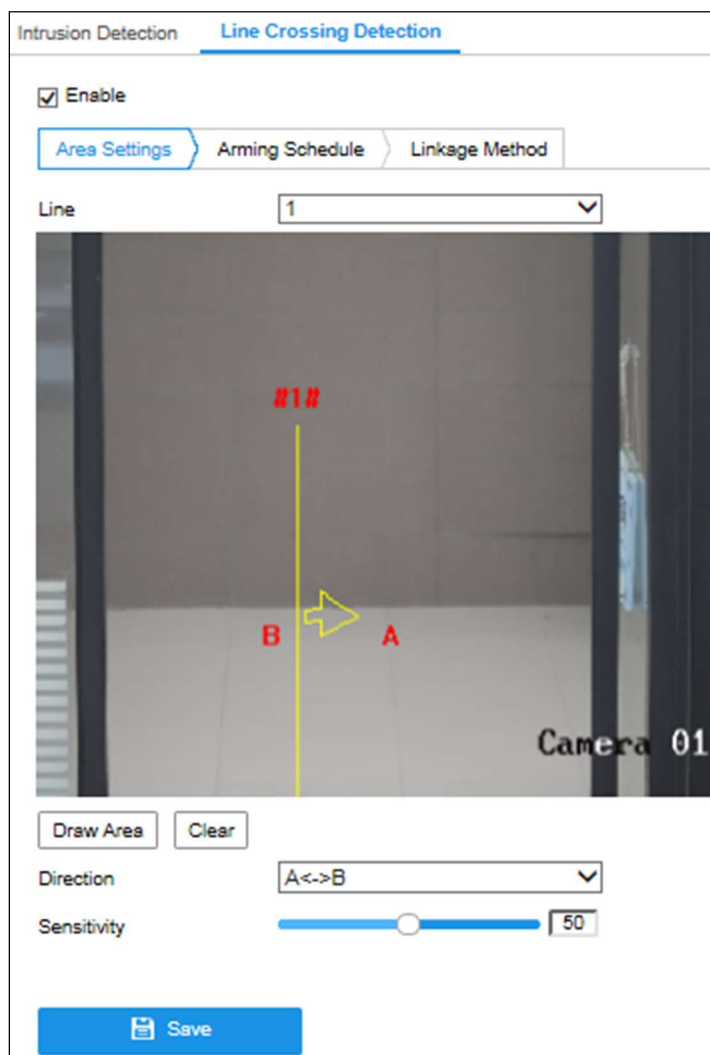 Intrusion Detection Line Crossing Detection
Enable
Area Settings Arming Schedule Linkage Method
Line 1
#1#
B A
Camera 01
Draw Area Clear
Direction A<->B
Sensitivity 50
Save